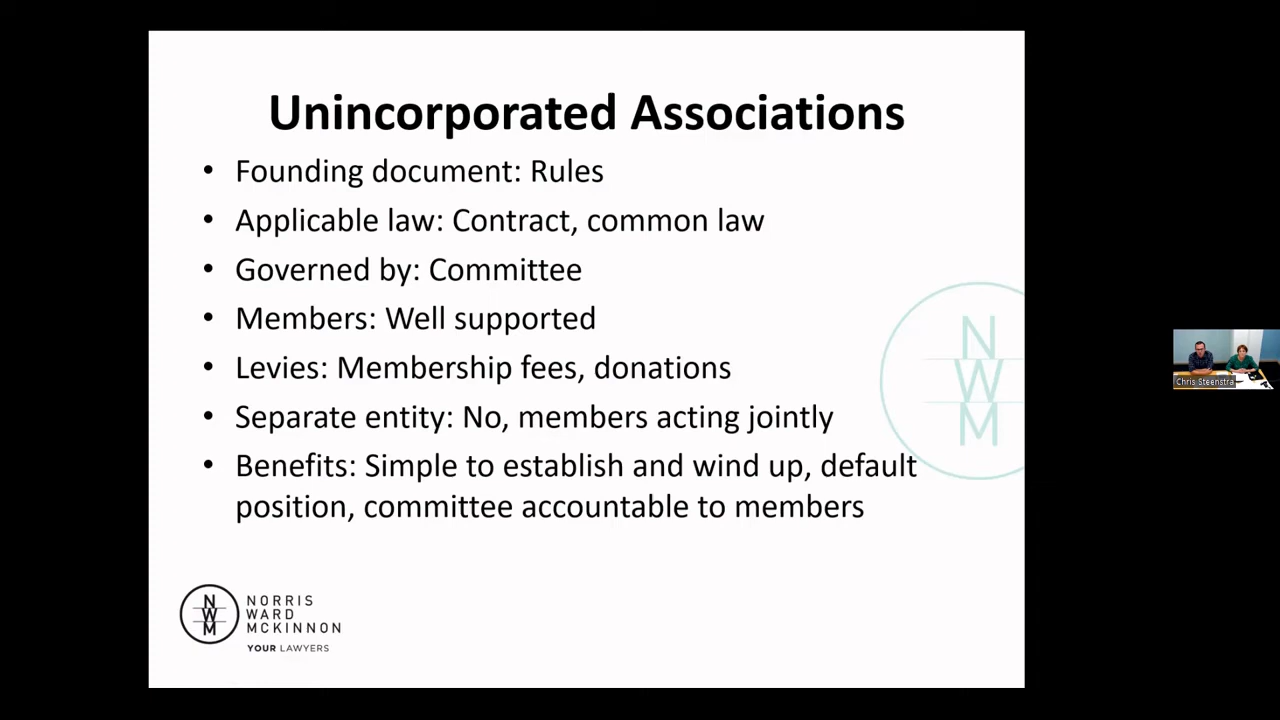 Unincorporated Associations
• Founding document: Rules
• Applicable law: Contract, common law
• Governed by: Committee
• Members: Well supported
• Levies: Membership fees, donations
• Separate entity: No, members acting jointly
• Benefits: Simple to establish and wind up, default
position, committee accountable to members
N
W
M
Chris Steenstra
N
W
M
NORRIS
WARD
MCKINNON
YOUR LAWYERS